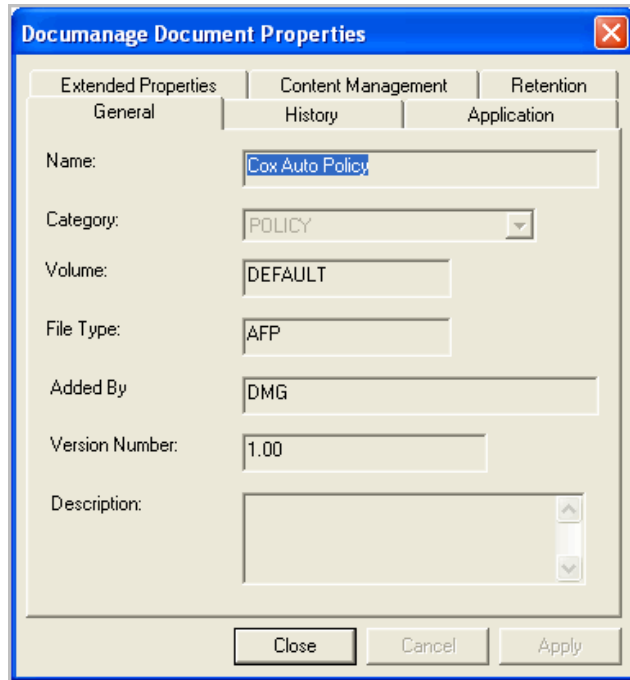 Documanage Document Properties
Extended Properties Content Management Retention
General History Application
Name: Cox Auto Policy
Category: POLICY
Volume: DEFAULT
File Type: AFP
Added By DMG
Version Number: 1.00
Description:
Close Cancel Apply